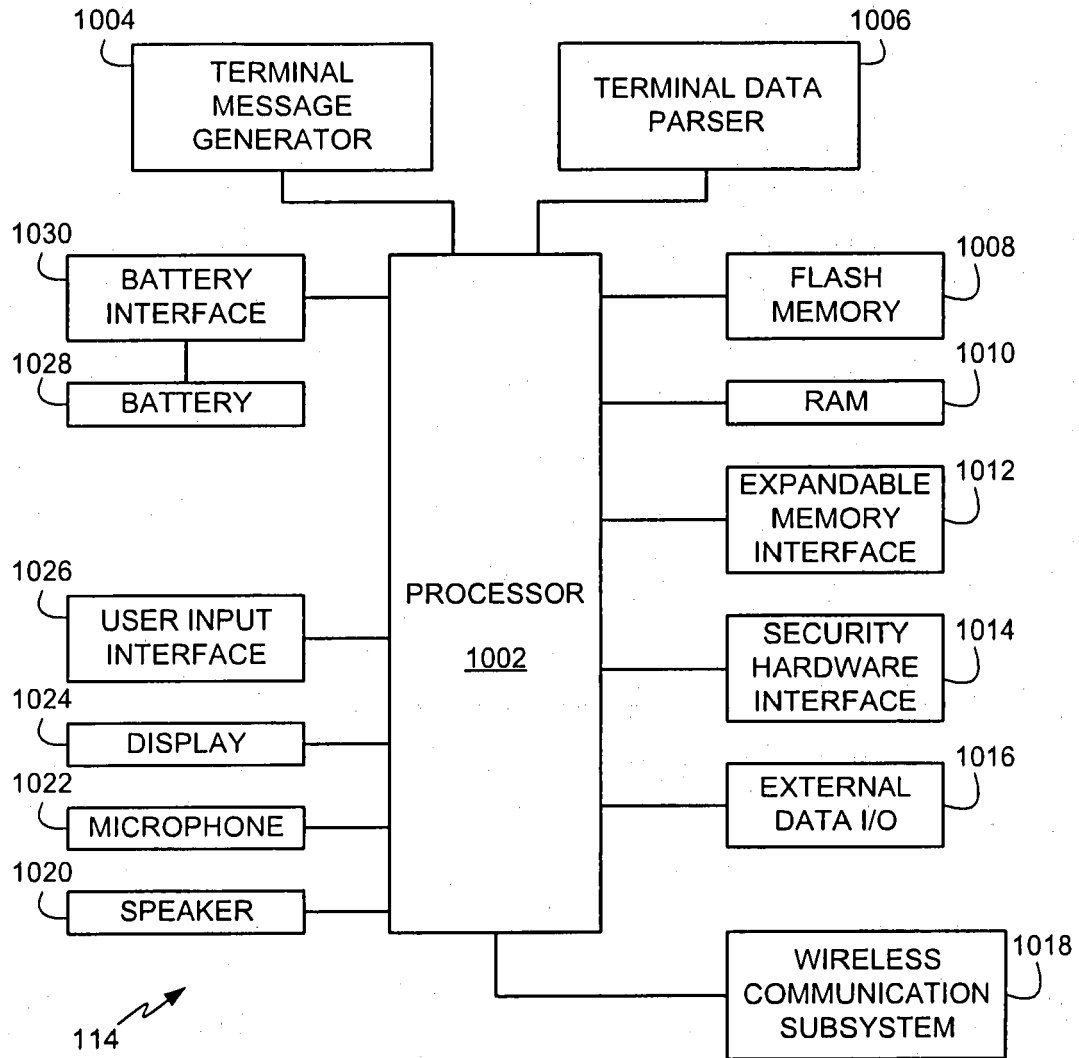 1004
TERMINAL
MESSAGE
GENERATOR
1006
TERMINAL DATA
PARSER
1030
BATTERY
INTERFACE
1028
BATTERY
1026
USER INPUT
INTERFACE
1024
DISPLAY
1022
MICROPHONE
1020
SPEAKER
114
PROCESSOR
1002
1008
FLASH
MEMORY
1010
RAM
1012
EXPANDABLE
MEMORY
INTERFACE
1014
SECURITY
HARDWARE
INTERFACE
1016
EXTERNAL
DATA I/O
1018
WIRELESS
COMMUNICATION
SUBSYSTEM